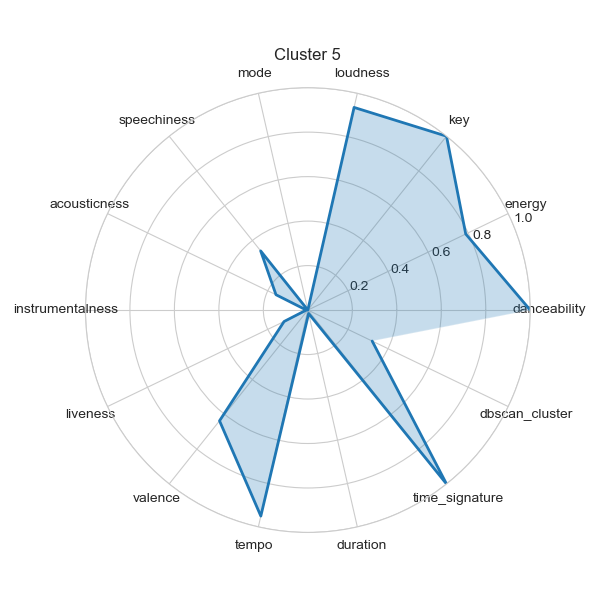 Cluster 5
mode
loudness
speechiness
key
acousticness
energy
1.0
0.8
0.6
0.4
0.2
instrumentalness
danceability
liveness
dbscan_cluster
valence
time_signature
tempo
duration